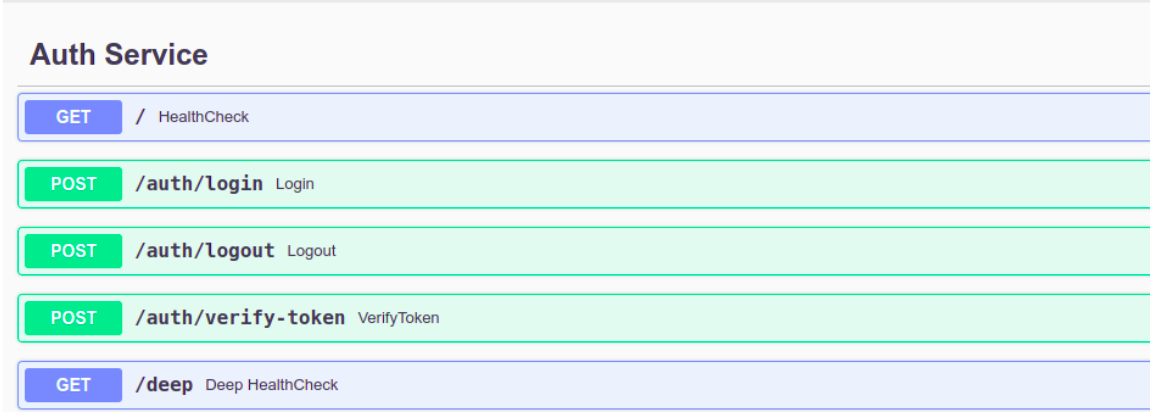 Auth Service
GET / HealthCheck
POST /auth/login Login
POST /auth/logout Logout
POST /auth/verify-token VerifyToken
GET /deep Deep HealthCheck